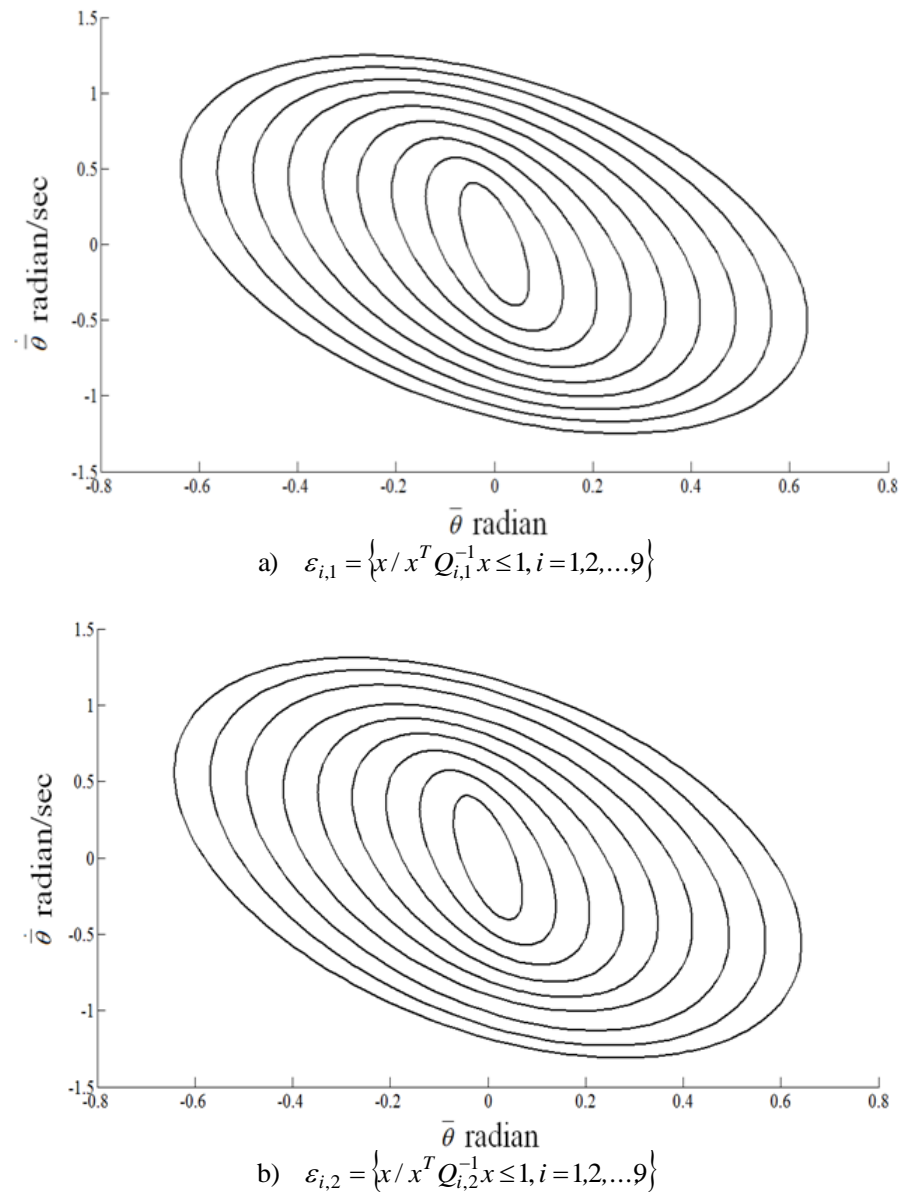 1.5
1
0.5
0
-0.5
-1
-1.5
-0.8 -0.6 -0.4 -0.2 0 0.2 0.4 0.6 0.8
θ̄̇ radian/sec
θ̄ radian
a) ε_{i,1} = {x / x^T Q_{i,1}^{-1} x ≤ 1, i = 1,2,…9}
1.5
1
0.5
0
-0.5
-1
-1.5
-0.8 -0.6 -0.4 -0.2 0 0.2 0.4 0.6 0.8
θ̄̇ radian/sec
θ̄ radian
b) ε_{i,2} = {x / x^T Q_{i,2}^{-1} x ≤ 1, i = 1,2,…9}